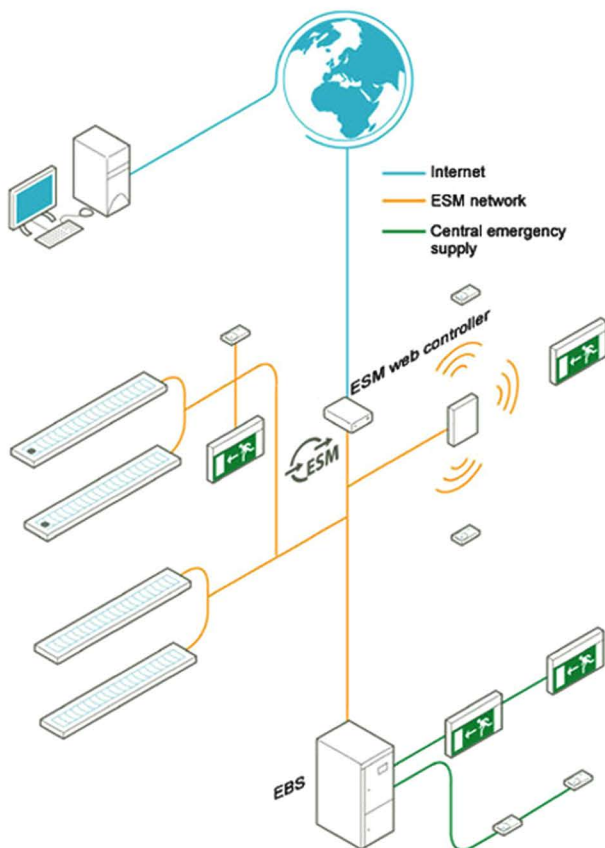 Internet
ESM network
Central emergency
supply
ESM web controller
ESM
EBS